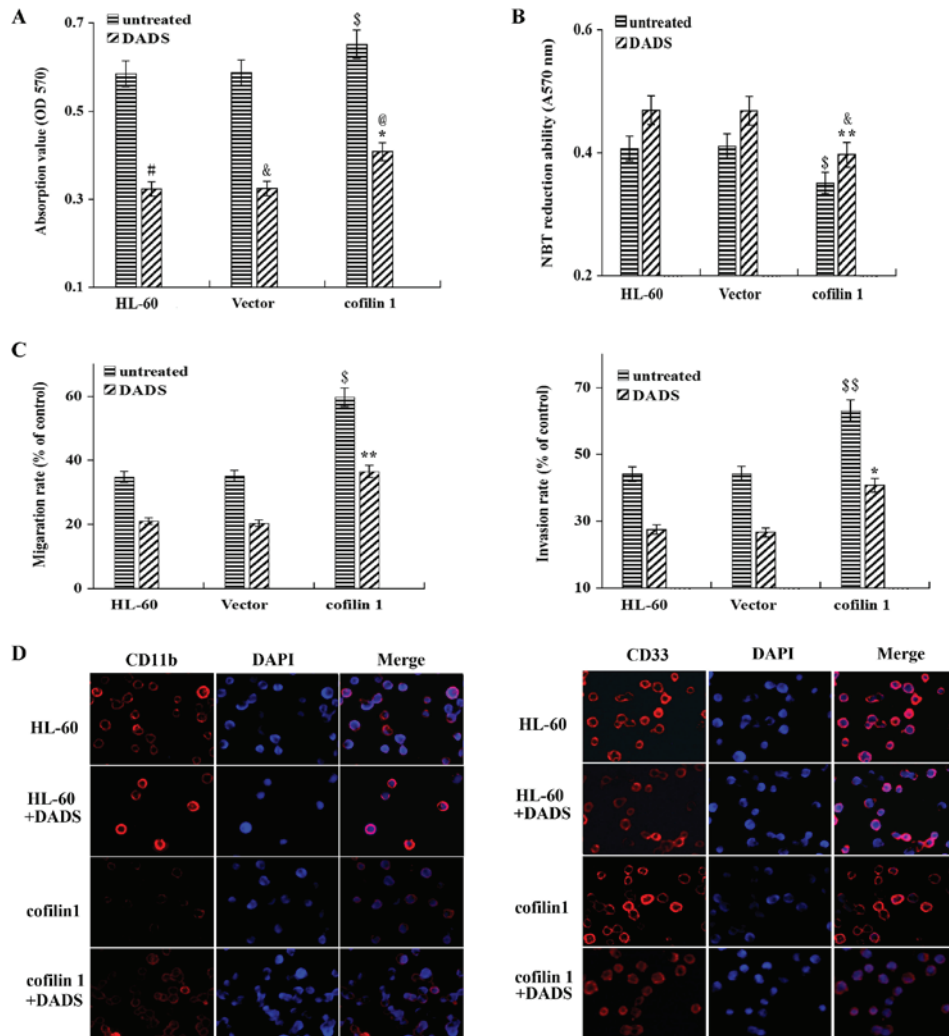 A
untreated
DADS
Absorption value (OD 570)
0.7
0.5
0.3
0.1
#
&
$
@
*
HL-60 Vector cofilin 1
B
untreated
DADS
NBT reduction ability (A570 nm)
0.6
0.4
0.2
$
&
**
HL-60 Vector cofilin 1
C
untreated
DADS
Migaration rate (% of control)
60
40
20
0
$
**
HL-60 Vector cofilin 1
untreated
DADS
Invasion rate (% of control)
70
50
30
10
$$
*
HL-60 Vector cofilin 1
D
CD11b DAPI Merge
HL-60
HL-60
+DADS
cofilin1
cofilin 1
+DADS
CD33 DAPI Merge
HL-60
HL-60
+DADS
cofilin1
cofilin 1
+DADS